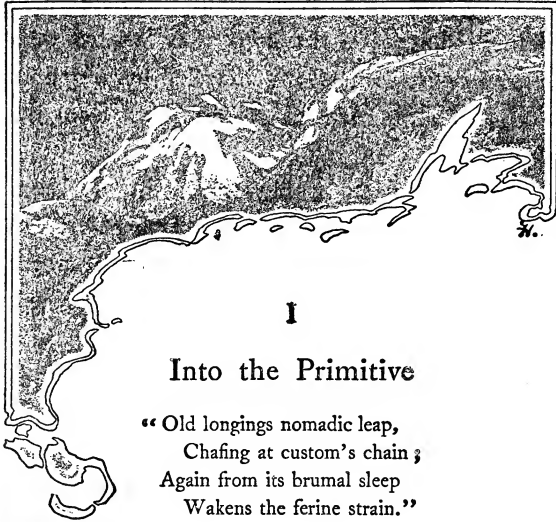 H.
I
Into the Primitive
“Old longings nomadic leap,
Chafing at custom’s chain;
Again from its brumal sleep
Wakens the ferine strain.”